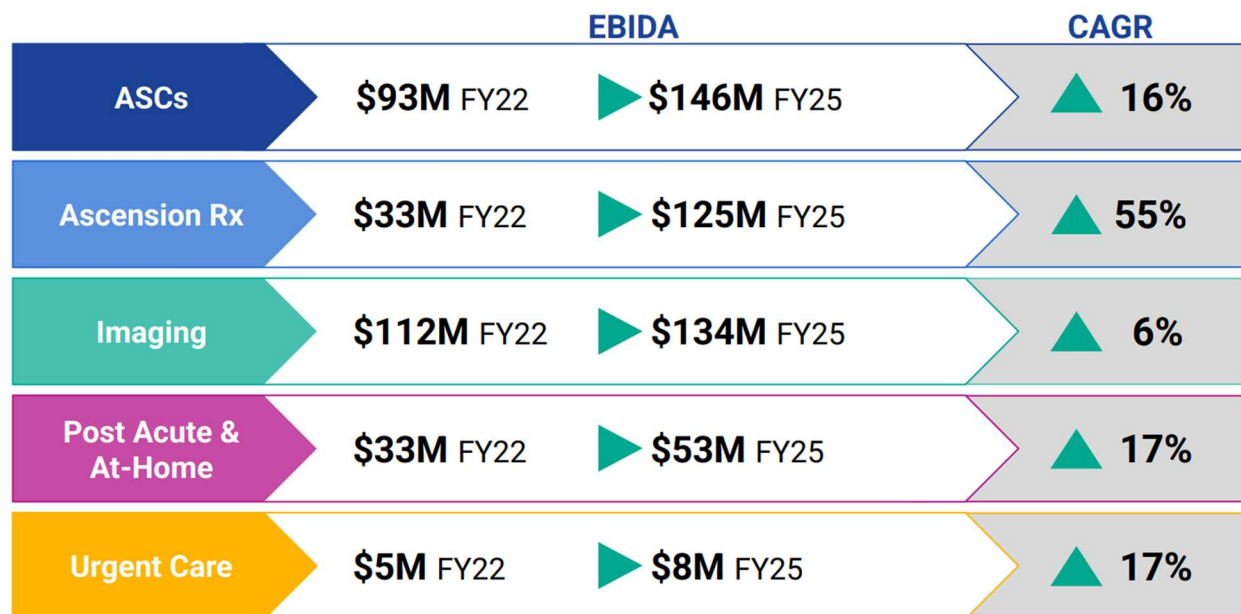 EBIDA CAGR
ASCs $93M FY22 $146M FY25 16%
Ascension Rx $33M FY22 $125M FY25 55%
Imaging $112M FY22 $134M FY25 6%
Post Acute &
At-Home $33M FY22 $53M FY25 17%
Urgent Care $5M FY22 $8M FY25 17%